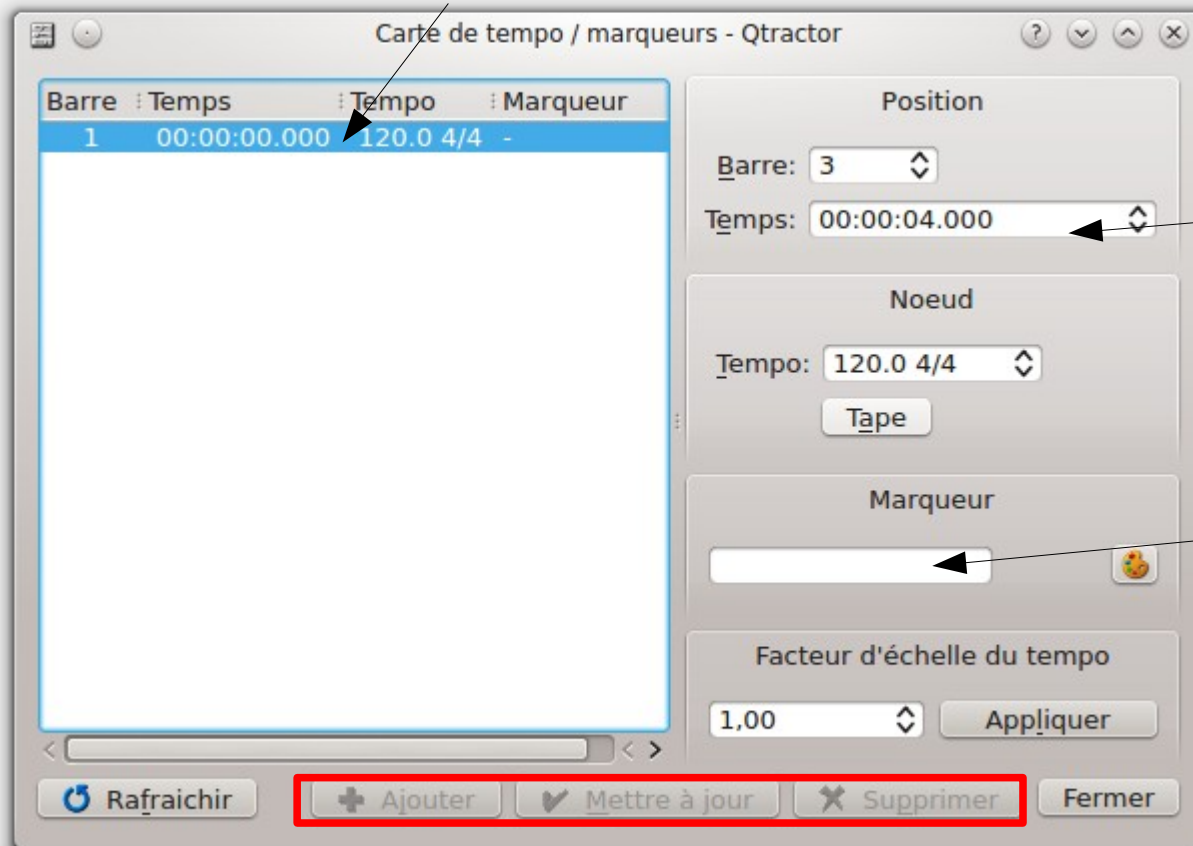 Carte de tempo / marqueurs - Qtractor
Barre Temps Tempo Marqueur
1 00:00:00.000 120.0 4/4 -
Position
Barre: 3
Temps: 00:00:04.000
Noeud
Tempo: 120.0 4/4
Tape
Marqueur
Facteur d'échelle du tempo
1,00 Appliquer
Rafraichir Ajouter Mettre à jour Supprimer Fermer